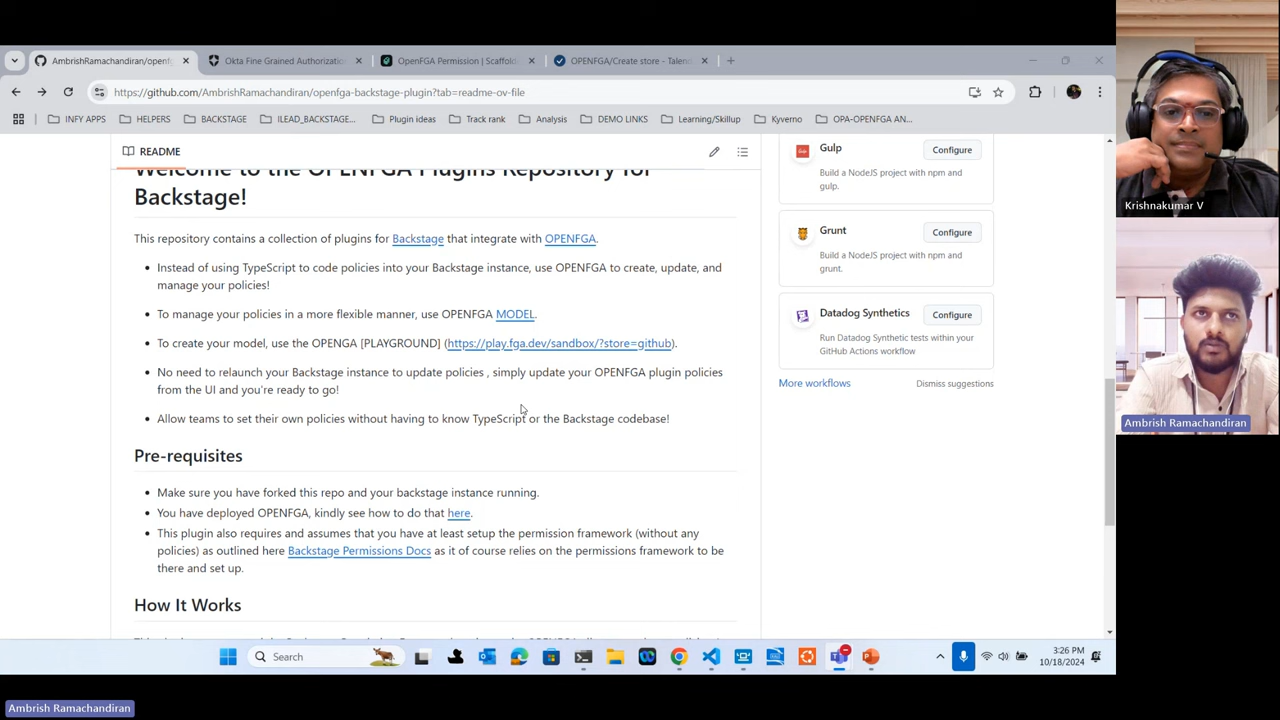 AmbrishRamachandiran/openfg
Okta Fine Grained Authorization
OpenFGA Permission | Scaffol
OPENFGA/Create store - Talend
https://github.com/AmbrishRamachandiran/openfga-backstage-plugin?tab=readme-ov-file
INFY APPS
HELPERS
BACKSTAGE
ILEAD_BACKSTAGE...
Plugin ideas
Track rank
Analysis
DEMO LINKS
Learning/Skillup
Kyverno
OPA-OPENFGA AN...
README
Welcome to the OPENFGA Plugins Repository for
Backstage!
This repository contains a collection of plugins for Backstage that integrate with OPENFGA.
Instead of using TypeScript to code policies into your Backstage instance, use OPENFGA to create, update, and
manage your policies!
To manage your policies in a more flexible manner, use OPENFGA MODEL.
To create your model, use the OPENGA [PLAYGROUND] (https://play.fga.dev/sandbox/?store=github).
No need to relaunch your Backstage instance to update policies , simply update your OPENFGA plugin policies
from the UI and you're ready to go!
Allow teams to set their own policies without having to know TypeScript or the Backstage codebase!
Pre-requisites
Make sure you have forked this repo and your backstage instance running.
You have deployed OPENFGA, kindly see how to do that here.
This plugin also requires and assumes that you have at least setup the permission framework (without any
policies) as outlined here Backstage Permissions Docs as it of course relies on the permissions framework to be
there and set up.
How It Works
Gulp
Configure
Build a NodeJS project with npm and
gulp.
Grunt
Configure
Build a NodeJS project with npm and
grunt.
Datadog Synthetics
Configure
Run Datadog Synthetic tests within your
GitHub Actions workflow
More workflows
Dismiss suggestions
Krishnakumar V
Ambrish Ramachandiran
Search
3:26 PM
10/18/2024
Ambrish Ramachandiran